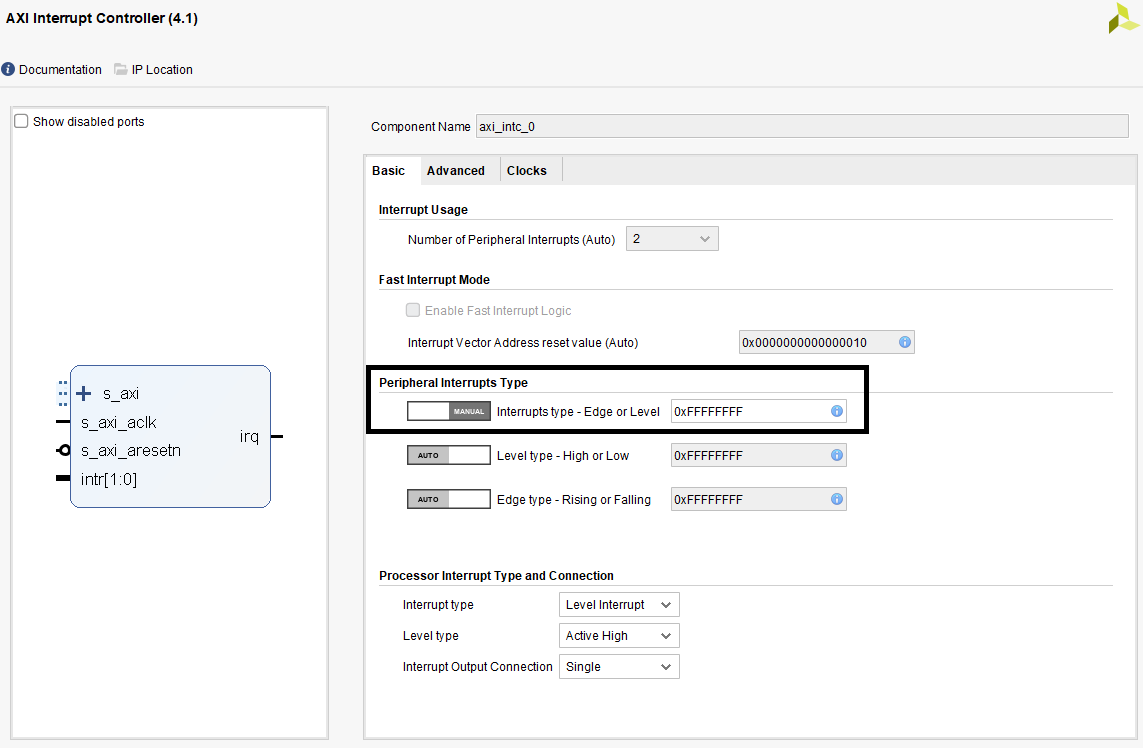 AXI Interrupt Controller (4.1)
Documentation IP Location
Show disabled ports
s_axi
s_axi_aclk
s_axi_aresetn
intr[1:0]
irq
Component Name axi_intc_0
Basic Advanced Clocks
Interrupt Usage
Number of Peripheral Interrupts (Auto) 2
Fast Interrupt Mode
Enable Fast Interrupt Logic
Interrupt Vector Address reset value (Auto) 0x0000000000000010
Peripheral Interrupts Type
MANUAL Interrupts type - Edge or Level 0xFFFFFFFF
AUTO Level type - High or Low 0xFFFFFFFF
AUTO Edge type - Rising or Falling 0xFFFFFFFF
Processor Interrupt Type and Connection
Interrupt type Level Interrupt
Level type Active High
Interrupt Output Connection Single